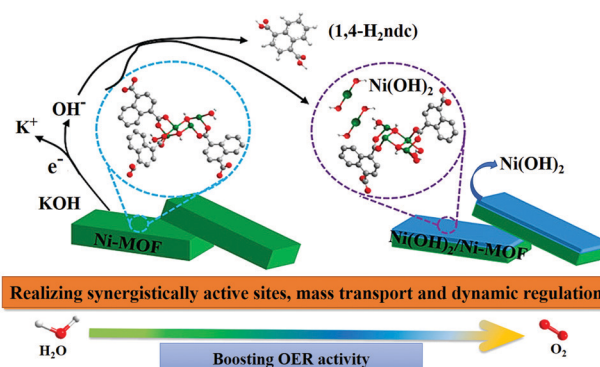 (1,4-H₂ndc)
Ni(OH)₂
OH⁻
K⁺
e⁻
KOH
Ni-MOF
Ni(OH)₂
Ni(OH)₂/Ni-MOF
Realizing synergistically active sites, mass transport and dynamic regulation
H₂O
O₂
Boosting OER activity